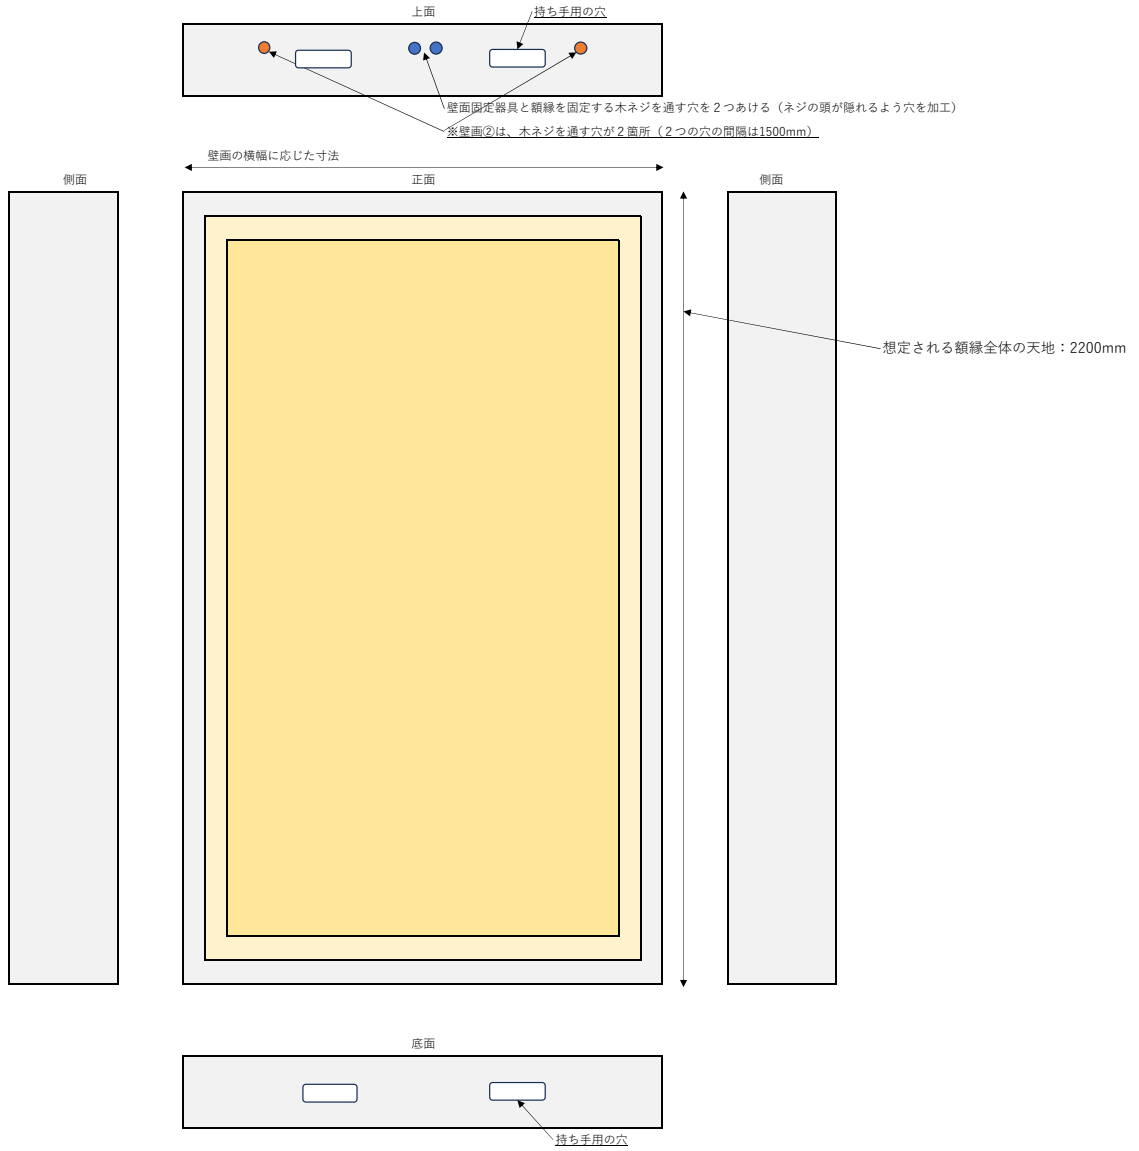 上面
持ち手用の穴
壁面固定器具と額縁を固定する木ネジを通す穴を２つあける（ネジの頭が隠れるよう穴を加工）
※壁画②は、木ネジを通す穴が２箇所（２つの穴の間隔は1500mm）
壁画の横幅に応じた寸法
側面
正面
側面
想定される額縁全体の天地：2200mm
底面
持ち手用の穴